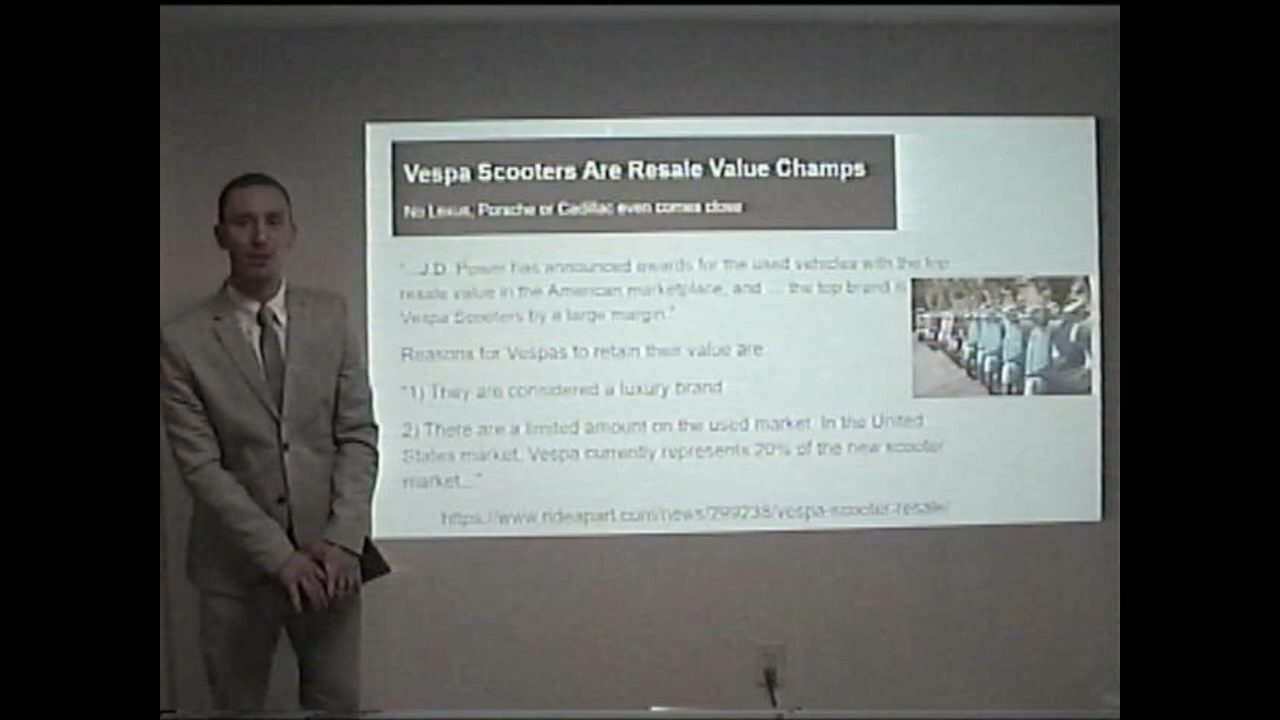 Vespa Scooters Are Resale Value Champs
No Lexus, Porsche or Cadillac even comes close
"...J.D. Power has announced awards for the used vehicles with the top
resale value in the American marketplace, and ... the top brand is
Vespa Scooters by a large margin."
Reasons for Vespas to retain their value are
"1) They are considered a luxury brand
2) There are a limited amount on the used market. In the United
States market, Vespa currently represents 20% of the new scooter
market..."
https://www.rideapart.com/news/299238/vespa-scooter-resale/